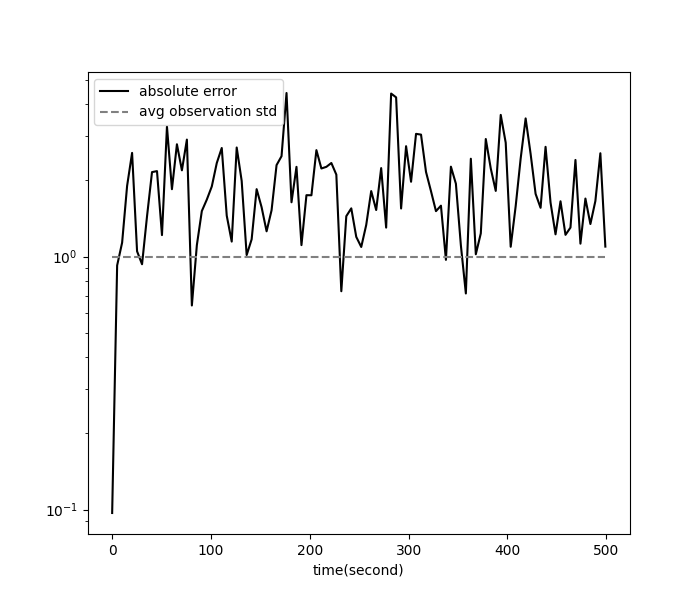 absolute error
avg observation std
10⁰
10⁻¹
0 100 200 300 400 500
time(second)